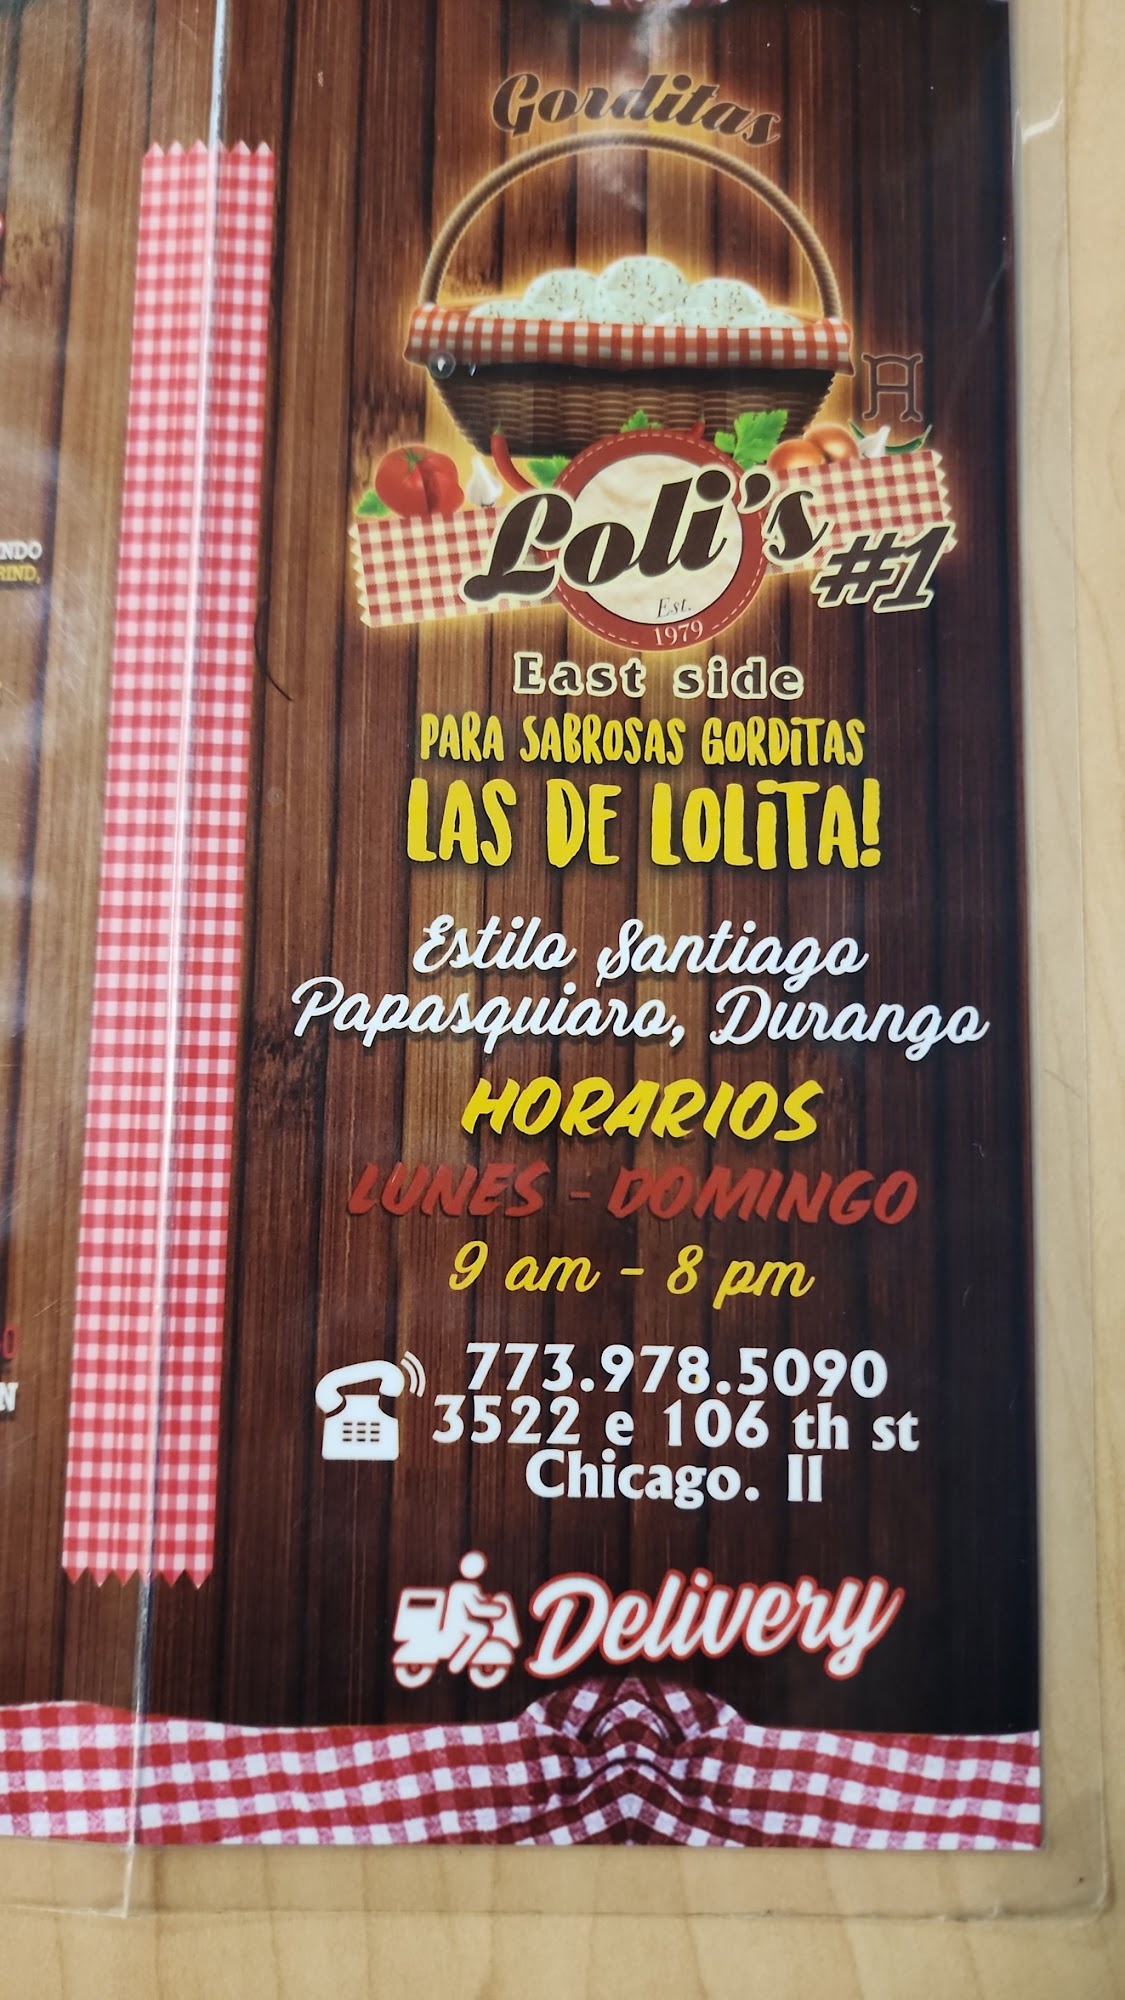 Gorditas
H
Loli's
#1
Est.
1979
East side
PARA SABROSAS GORDITAS
LAS DE LOLITA!
Estilo Santiago
Papasquiaro, Durango
HORARIOS
LUNES - DOMINGO
9 am - 8 pm
773.978.5090
3522 e 106 th st
Chicago. Il
Delivery